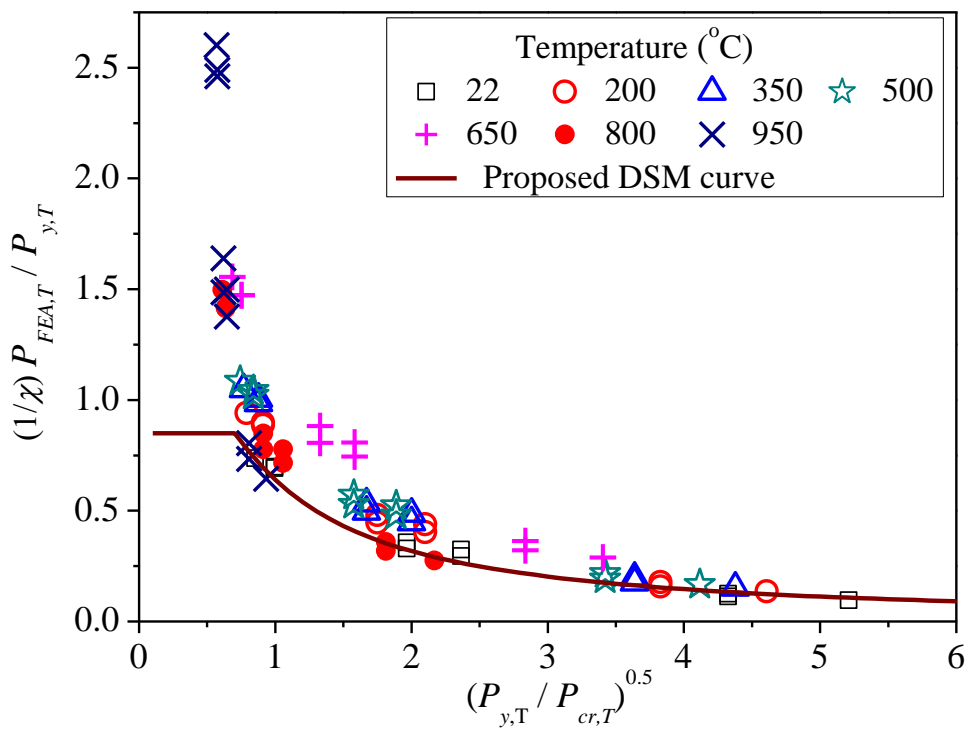 Temperature (°C)
22 200 350 500
650 800 950
Proposed DSM curve
2.5
2.0
1.5
1.0
0.5
0.0
(1/χ) P_FEA,T / P_y,T
0 1 2 3 4 5 6
(P_y,T / P_cr,T)^0.5